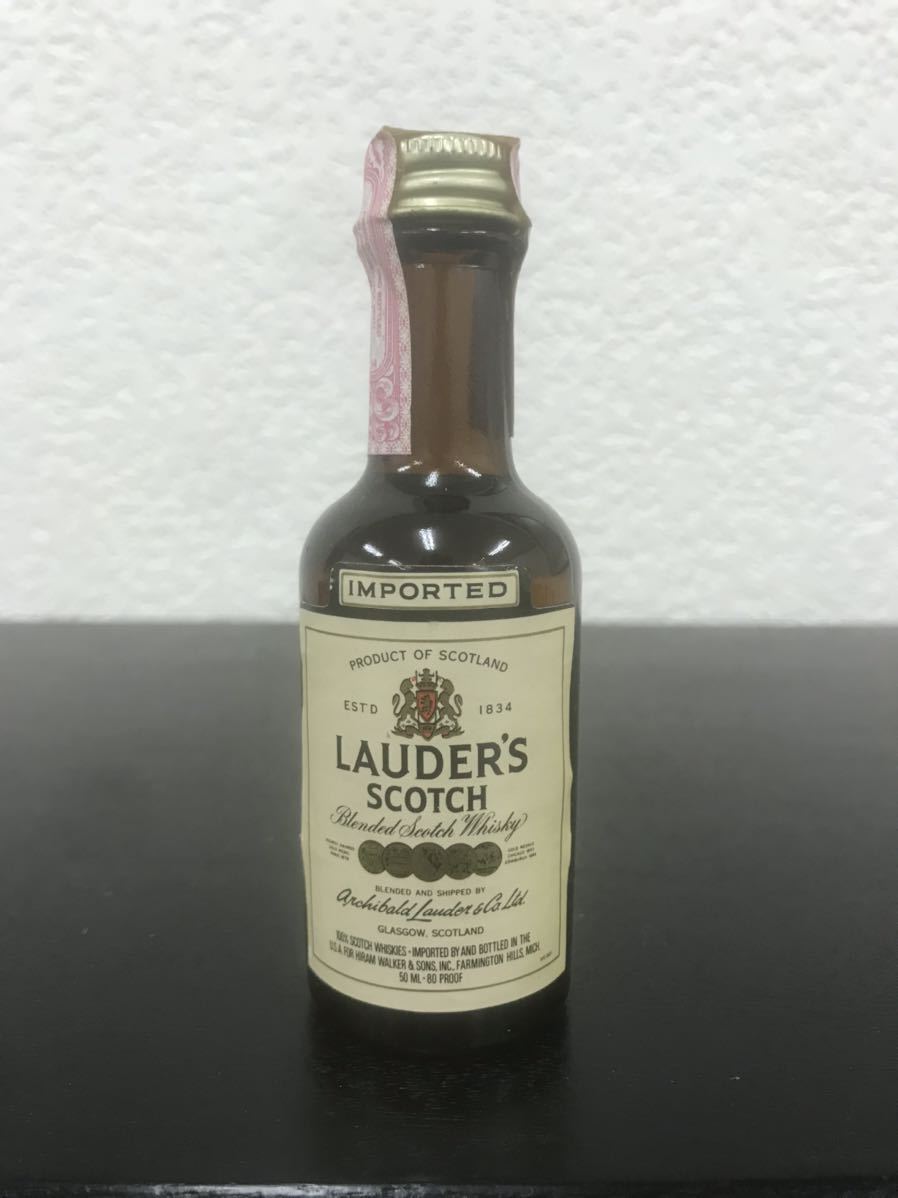 IMPORTED
PRODUCT OF SCOTLAND
ESTD 1834
LAUDER'S
SCOTCH
Blended Scotch Whisky
BLENDED AND SHIPPED BY
Archibald Lauder & Co. Ltd.
GLASGOW, SCOTLAND
100% SCOTCH WHISKIES - IMPORTED BY AND BOTTLED IN THE
U.S.A. FOR HIRAM WALKER & SONS, INC., FARMINGTON HILLS, MICH.
50 ML - 80 PROOF